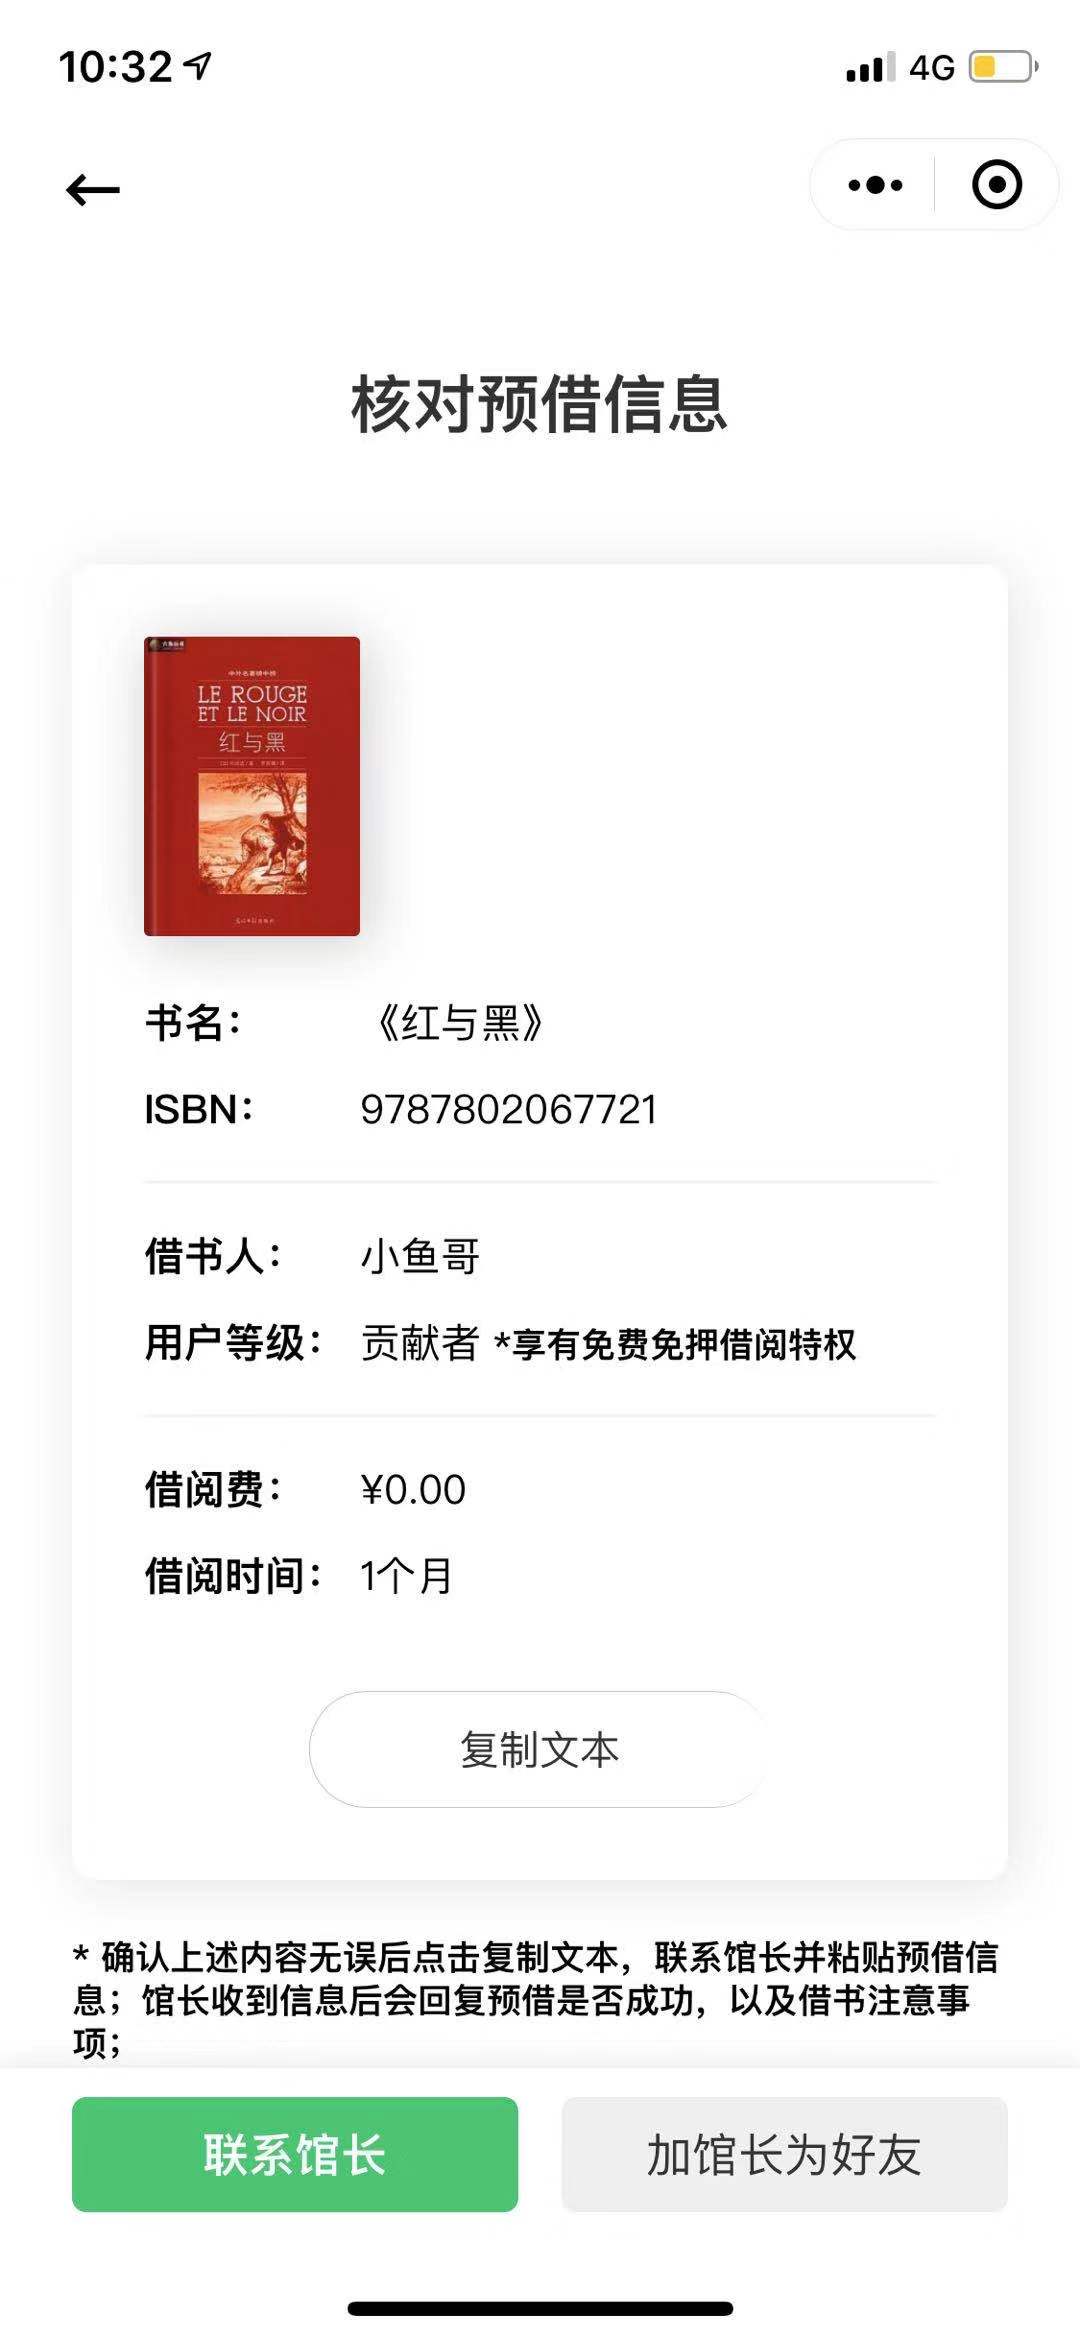 10:32
4G
核对预借信息
LE ROUGE
ET LE NOIR
红与黑
书名：
《红与黑》
ISBN：
9787802067721
借书人：
小鱼哥
用户等级：
贡献者 *享有免费免押借阅特权
借阅费：
¥0.00
借阅时间：
1个月
复制文本
* 确认上述内容无误后点击复制文本，联系馆长并粘贴预借信
息；馆长收到信息后会回复预借是否成功，以及借书注意事
项；
联系馆长
加馆长为好友